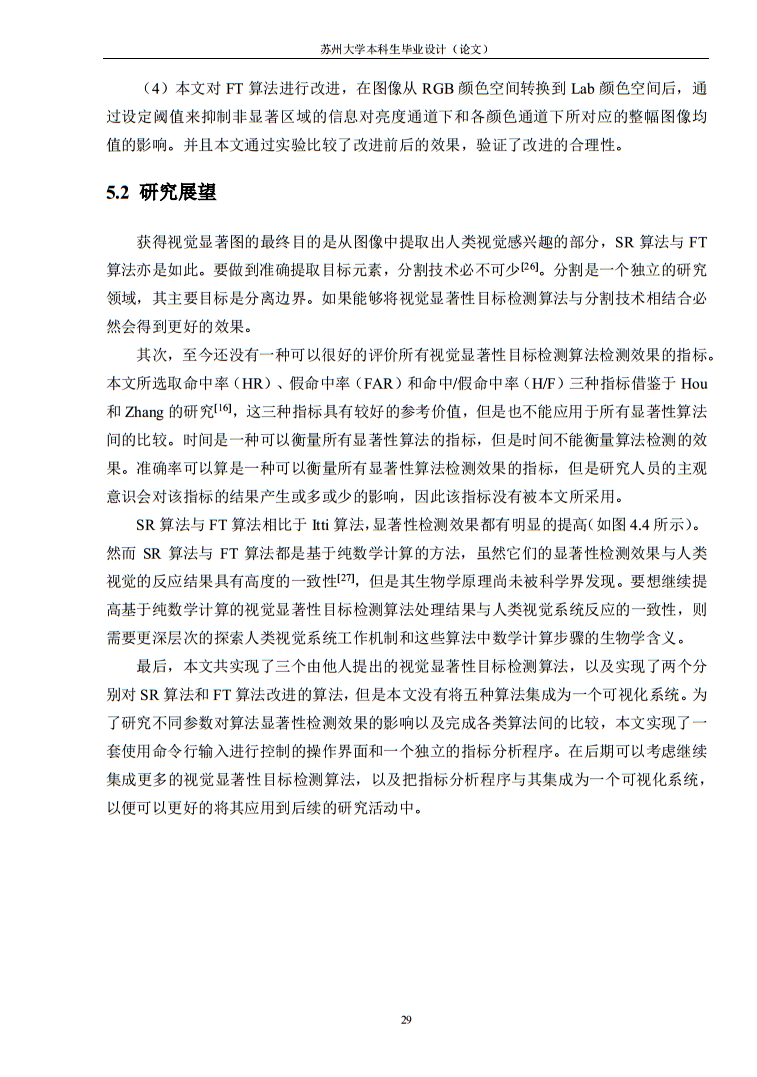 苏州大学本科生毕业设计（论文）
（4）本文对 FT 算法进行改进，在图像从 RGB 颜色空间转换到 Lab 颜色空间后，通
过设定阈值来抑制非显著区域的信息对亮度通道下和各颜色通道下所对应的整幅图像均
值的影响。并且本文通过实验比较了改进前后的效果，验证了改进的合理性。
5.2 研究展望
获得视觉显著图的最终目的是从图像中提取出人类视觉感兴趣的部分，SR 算法与 FT
算法亦是如此。要做到准确提取目标元素，分割技术必不可少[26]。分割是一个独立的研究
领域，其主要目标是分离边界。如果能够将视觉显著性目标检测算法与分割技术相结合必
然会得到更好的效果。
其次，至今还没有一种可以很好的评价所有视觉显著性目标检测算法检测效果的指标。
本文所选取命中率（HR）、假命中率（FAR）和命中/假命中率（H/F）三种指标借鉴于 Hou
和 Zhang 的研究[16]，这三种指标具有较好的参考价值，但是也不能应用于所有显著性算法
间的比较。时间是一种可以衡量所有显著性算法的指标，但是时间不能衡量算法检测的效
果。准确率可以算是一种可以衡量所有显著性算法检测效果的指标，但是研究人员的主观
意识会对该指标的结果产生或多或少的影响，因此该指标没有被本文所采用。
SR 算法与 FT 算法相比于 Itti 算法，显著性检测效果都有明显的提高（如图 4.4 所示）。
然而 SR 算法与 FT 算法都是基于纯数学计算的方法，虽然它们的显著性检测效果与人类
视觉的反应结果具有高度的一致性[27]，但是其生物学原理尚未被科学界发现。要想继续提
高基于纯数学计算的视觉显著性目标检测算法处理结果与人类视觉系统反应的一致性，则
需要更深层次的探索人类视觉系统工作机制和这些算法中数学计算步骤的生物学含义。
最后，本文共实现了三个由他人提出的视觉显著性目标检测算法，以及实现了两个分
别对 SR 算法和 FT 算法改进的算法，但是本文没有将五种算法集成为一个可视化系统。为
了研究不同参数对算法显著性检测效果的影响以及完成各类算法间的比较，本文实现了一
套使用命令行输入进行控制的操作界面和一个独立的指标分析程序。在后期可以考虑继续
集成更多的视觉显著性目标检测算法，以及把指标分析程序与其集成为一个可视化系统，
以便可以更好的将其应用到后续的研究活动中。
29